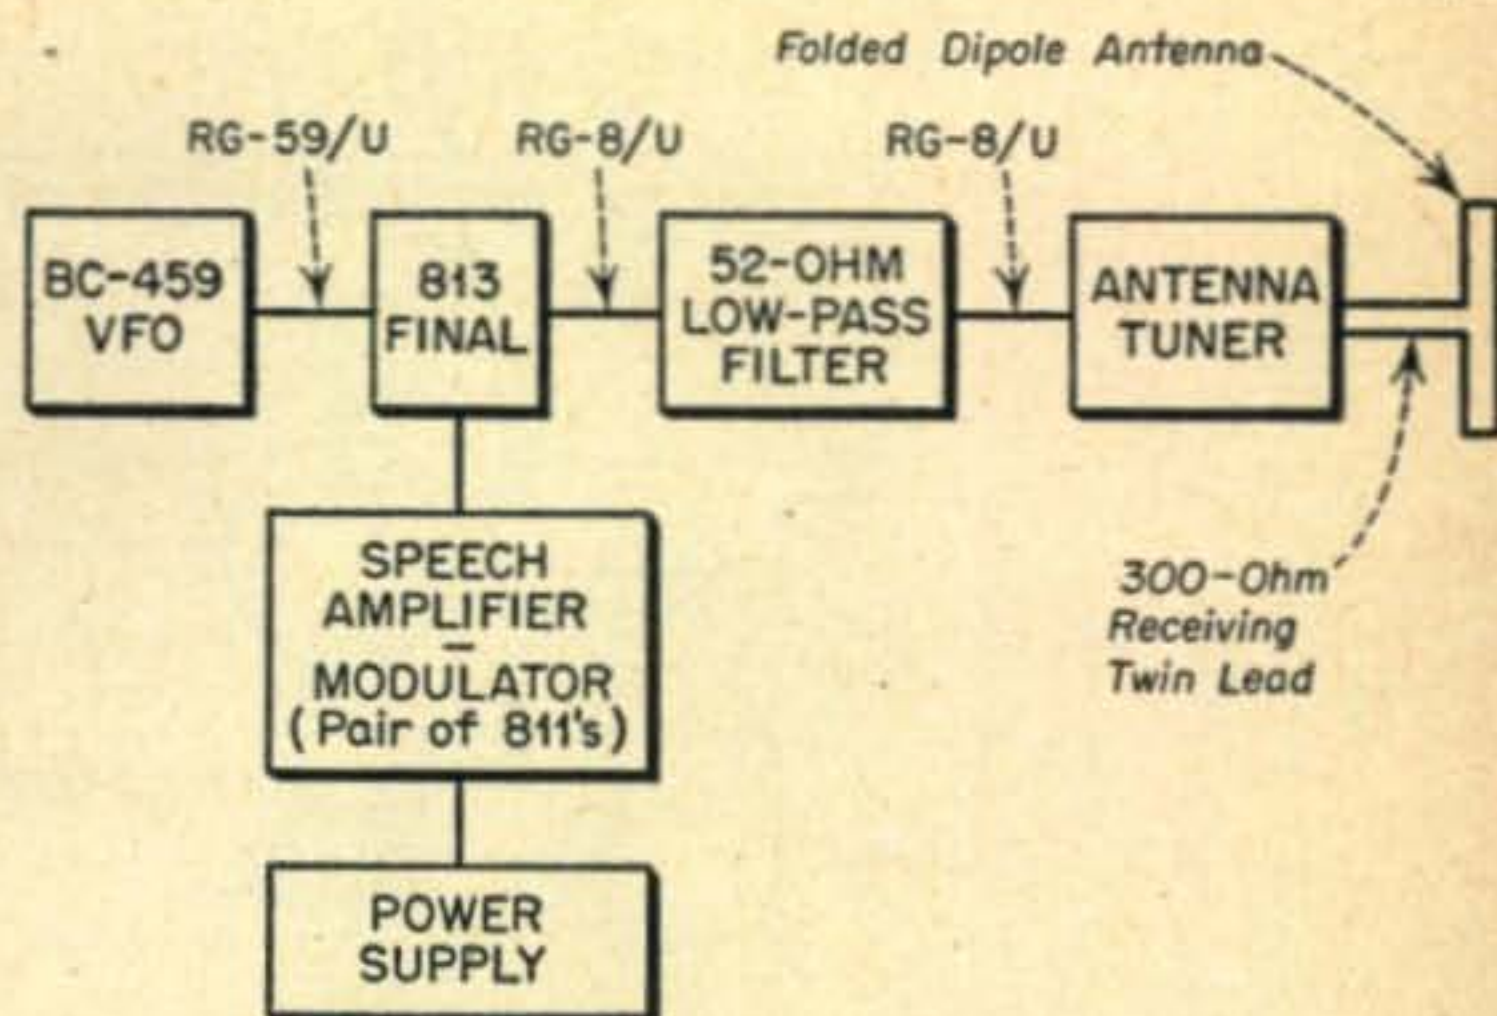 Folded Dipole Antenna
RG-59/U
RG-8/U
RG-8/U
BC-459
VFO
813
FINAL
52-OHM
LOW-PASS
FILTER
ANTENNA
TUNER
SPEECH
AMPLIFIER
–
MODULATOR
(Pair of 811's)
300-Ohm
Receiving
Twin Lead
POWER
SUPPLY